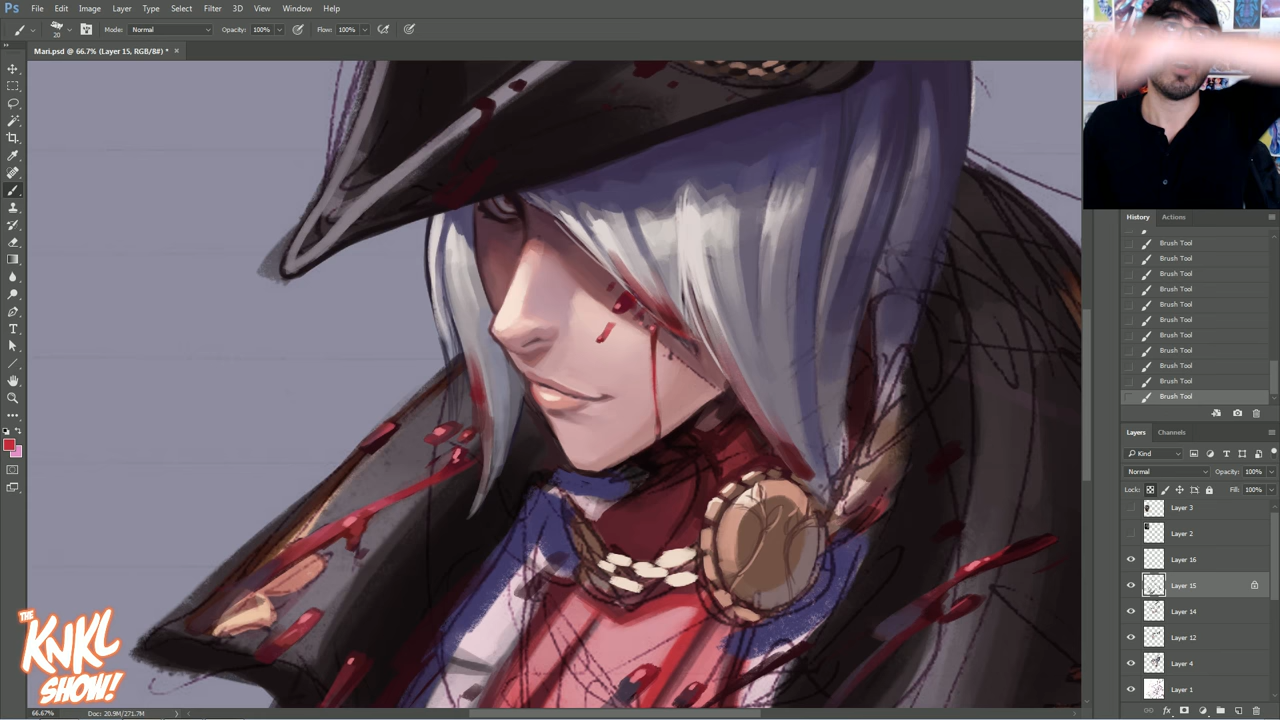 Ps File Edit Image Layer Type Select Filter 3D View Window Help
20 Mode: Normal Opacity: 100% Flow: 100%
Mari.psd @ 66.7% (Layer 15, RGB/8#) * ×
History Actions
Brush Tool
Brush Tool
Brush Tool
Brush Tool
Brush Tool
Brush Tool
Brush Tool
Brush Tool
Brush Tool
Brush Tool
Brush Tool
Layers Channels
Kind
Normal Opacity: 100%
Lock: Fill: 100%
Layer 3
Layer 2
Layer 16
Layer 15
Layer 14
Layer 12
Layer 4
Layer 1
THE
KNKL
SHOW!
66.67% Doc: 20.9M/271.7M